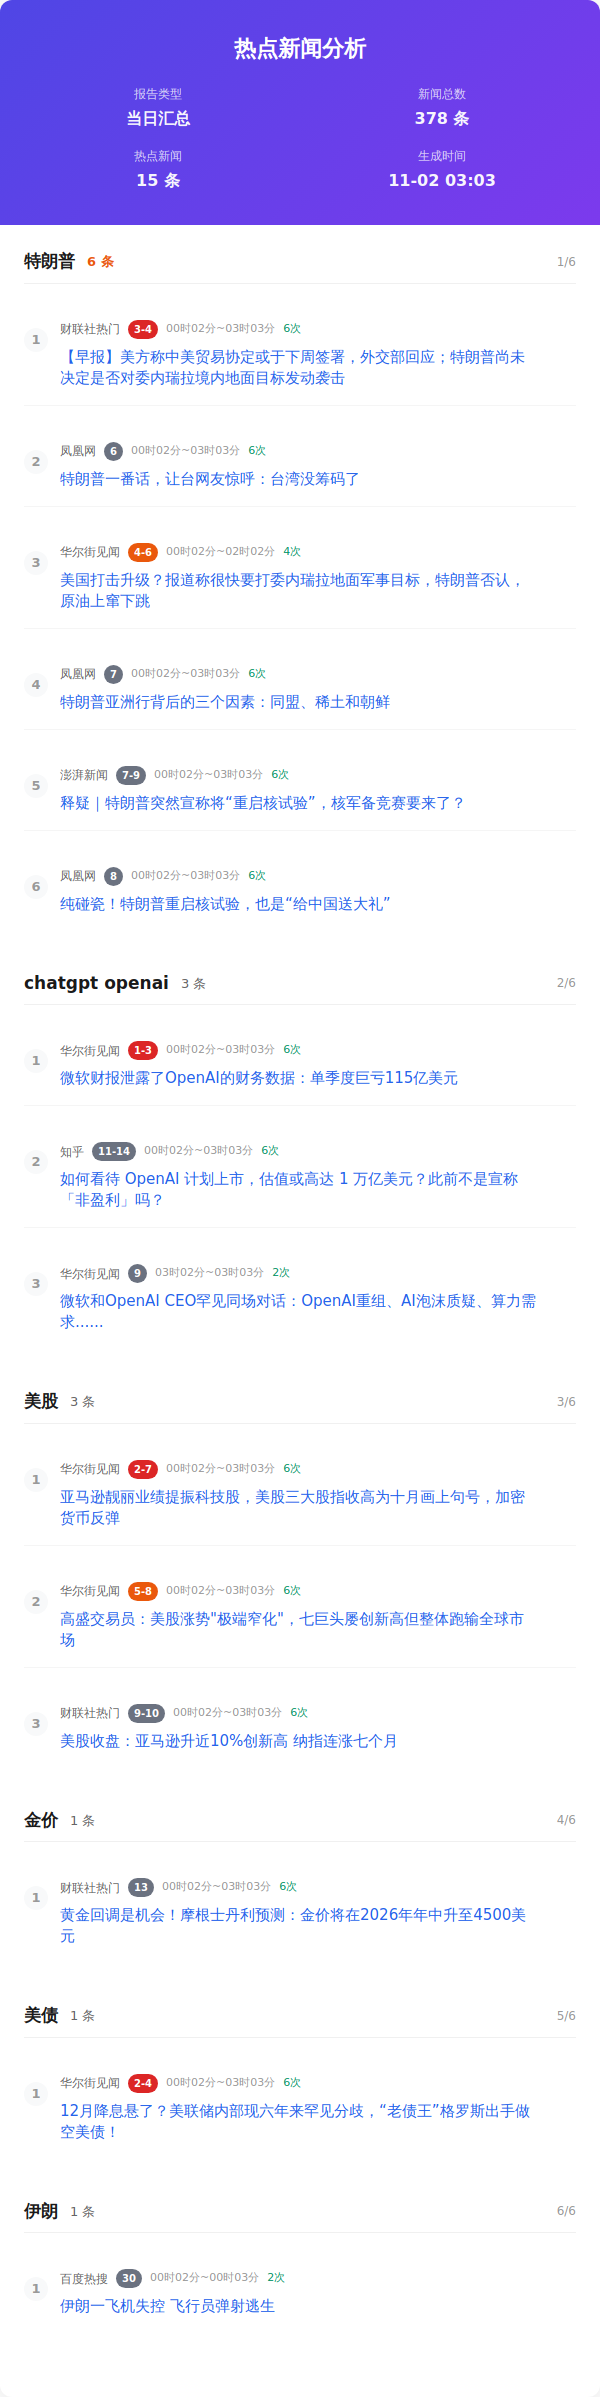 热点新闻分析
报告类型
新闻总数
当日汇总
378 条
热点新闻
生成时间
15 条
11-02 03:03
特朗普 6 条 1/6
1
财联社热门 3-4 00时02分~03时03分 6次
【早报】美方称中美贸易协定或于下周签署，外交部回应；特朗普尚未
决定是否对委内瑞拉境内地面目标发动袭击
2
凤凰网 6 00时02分~03时03分 6次
特朗普一番话，让台网友惊呼：台湾没筹码了
3
华尔街见闻 4-6 00时02分~02时02分 4次
美国打击升级？报道称很快要打委内瑞拉地面军事目标，特朗普否认，
原油上窜下跳
4
凤凰网 7 00时02分~03时03分 6次
特朗普亚洲行背后的三个因素：同盟、稀土和朝鲜
5
澎湃新闻 7-9 00时02分~03时03分 6次
释疑｜特朗普突然宣称将“重启核试验”，核军备竞赛要来了？
6
凤凰网 8 00时02分~03时03分 6次
纯碰瓷！特朗普重启核试验，也是“给中国送大礼”
chatgpt openai 3 条 2/6
1
华尔街见闻 1-3 00时02分~03时03分 6次
微软财报泄露了OpenAI的财务数据：单季度巨亏115亿美元
2
知乎 11-14 00时02分~03时03分 6次
如何看待 OpenAI 计划上市，估值或高达 1 万亿美元？此前不是宣称
「非盈利」吗？
3
华尔街见闻 9 03时02分~03时03分 2次
微软和OpenAI CEO罕见同场对话：OpenAI重组、AI泡沫质疑、算力需
求......
美股 3 条 3/6
1
华尔街见闻 2-7 00时02分~03时03分 6次
亚马逊靓丽业绩提振科技股，美股三大股指收高为十月画上句号，加密
货币反弹
2
华尔街见闻 5-8 00时02分~03时03分 6次
高盛交易员：美股涨势"极端窄化"，七巨头屡创新高但整体跑输全球市
场
3
财联社热门 9-10 00时02分~03时03分 6次
美股收盘：亚马逊升近10%创新高 纳指连涨七个月
金价 1 条 4/6
1
财联社热门 13 00时02分~03时03分 6次
黄金回调是机会！摩根士丹利预测：金价将在2026年年中升至4500美
元
美债 1 条 5/6
1
华尔街见闻 2-4 00时02分~03时03分 6次
12月降息悬了？美联储内部现六年来罕见分歧，“老债王”格罗斯出手做
空美债！
伊朗 1 条 6/6
1
百度热搜 30 00时02分~00时03分 2次
伊朗一飞机失控 飞行员弹射逃生